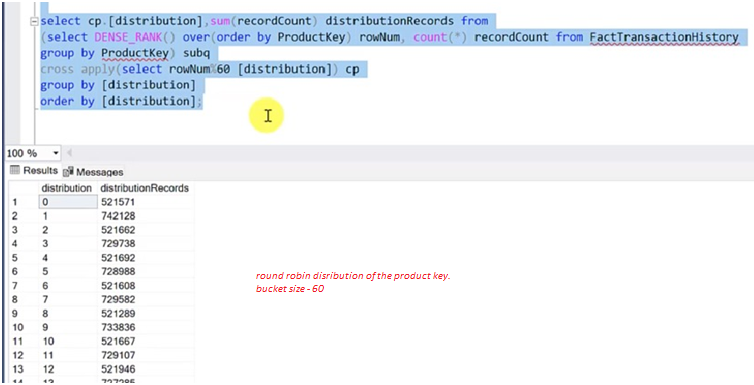 select cp.[distribution],sum(recordCount) distributionRecords from
(select DENSE_RANK() over(order by ProductKey) rowNum, count(*) recordCount from FactTransactionHistory
group by ProductKey) subq
cross apply(select rowNum%60 [distribution]) cp
group by [distribution]
order by [distribution];
100 %
Results Messages
distribution distributionRecords
1 0 521571
2 1 742128
3 2 521662
4 3 729738
5 4 521692
6 5 728988
7 6 521608
8 7 729582
9 8 521289
10 9 733836
11 10 521667
12 11 729107
13 12 521946
14 13 727285
round robin disribution of the product key.
bucket size - 60